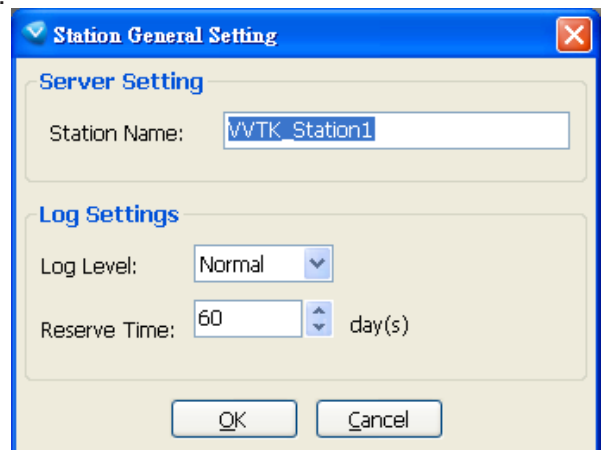 .
Station General Setting
Server Setting
Station Name: VVTK_Station1
Log Settings
Log Level: Normal
Reserve Time: 60 day(s)
OK Cancel